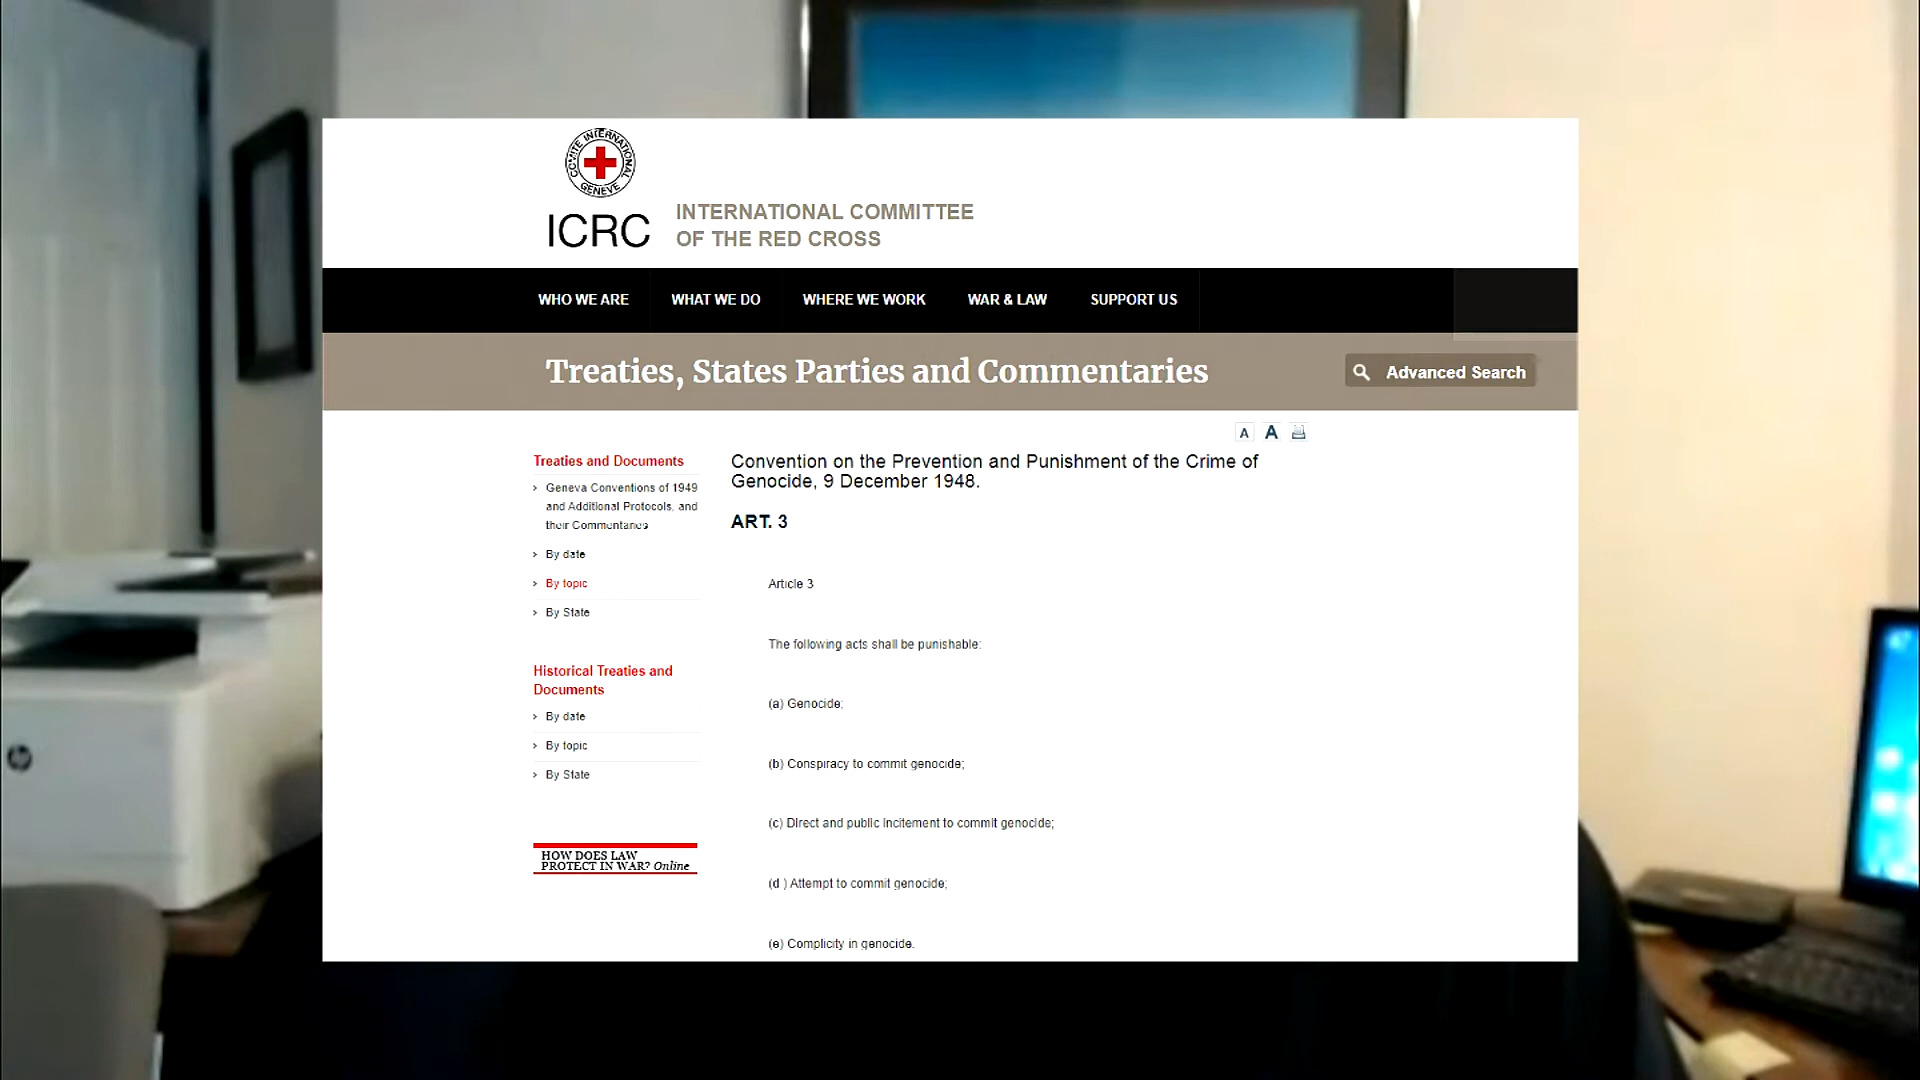 COMITE INTERNATIONAL
GENEVE
ICRC
INTERNATIONAL COMMITTEE
OF THE RED CROSS
WHO WE ARE
WHAT WE DO
WHERE WE WORK
WAR & LAW
SUPPORT US
Treaties, States Parties and Commentaries
Advanced Search
A
A
Treaties and Documents
Geneva Conventions of 1949
and Additional Protocols, and
their Commentaries
By date
By topic
By State
Historical Treaties and
Documents
By date
By topic
By State
HOW DOES LAW
PROTECT IN WAR? Online
Convention on the Prevention and Punishment of the Crime of
Genocide, 9 December 1948.
ART. 3
Article 3
The following acts shall be punishable:
(a) Genocide;
(b) Conspiracy to commit genocide;
(c) Direct and public incitement to commit genocide;
(d ) Attempt to commit genocide;
(e) Complicity in genocide.
hp